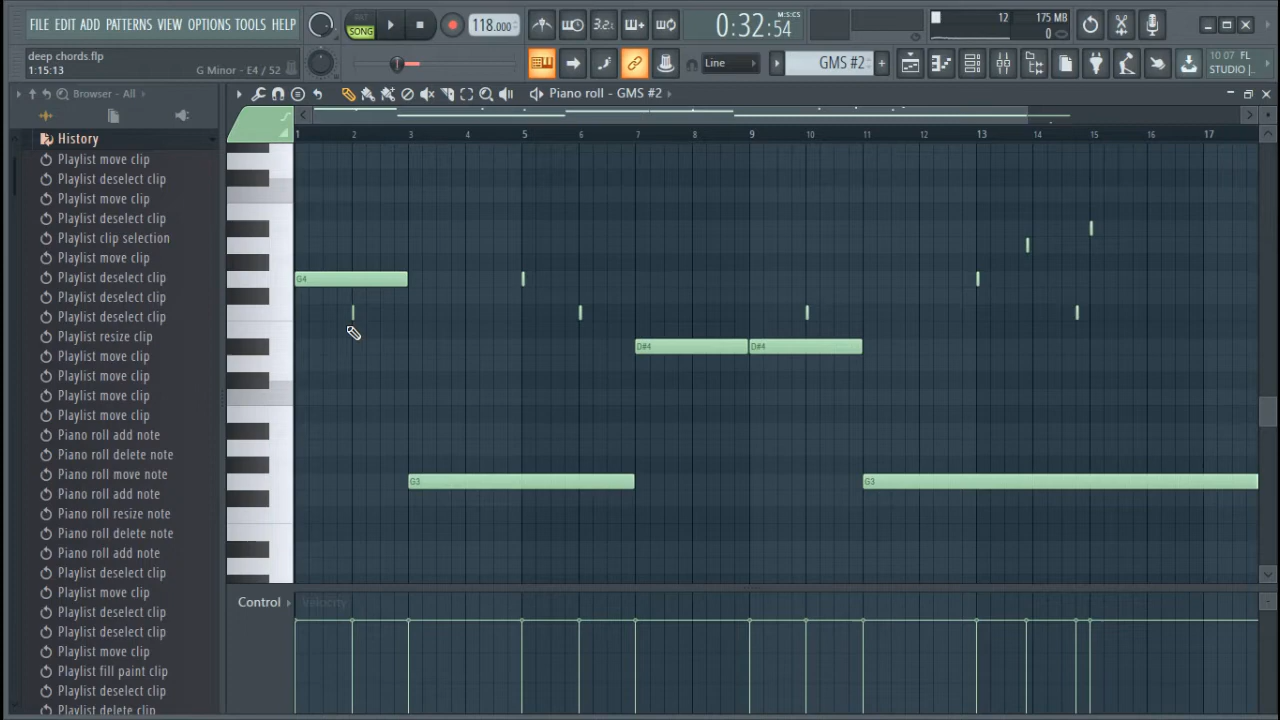 FILE EDIT ADD PATTERNS VIEW OPTIONS TOOLS HELP
SONG
118.000
3.2.
0:32:54
M:S:CS
12
175 MB
0
deep chords.flp
1:15:13
G Minor - E4 / 52
Line
GMS #2
10:07 FL
STUDIO |..
Browser - All
Piano roll - GMS #2
1 2 3 4 5 6 7 8 9 10 11 12 13 14 15 16 17
History
Playlist move clip
Playlist deselect clip
Playlist move clip
Playlist deselect clip
Playlist clip selection
Playlist move clip
Playlist deselect clip
Playlist deselect clip
Playlist deselect clip
Playlist resize clip
Playlist move clip
Playlist move clip
Playlist move clip
Playlist move clip
Piano roll add note
Piano roll delete note
Piano roll move note
Piano roll add note
Piano roll resize note
Piano roll delete note
Piano roll add note
Playlist deselect clip
Playlist move clip
Playlist deselect clip
Playlist deselect clip
Playlist move clip
Playlist fill paint clip
Playlist deselect clip
Playlist delete clip
G4
D#4 D#4
G3 G3
Control Velocity